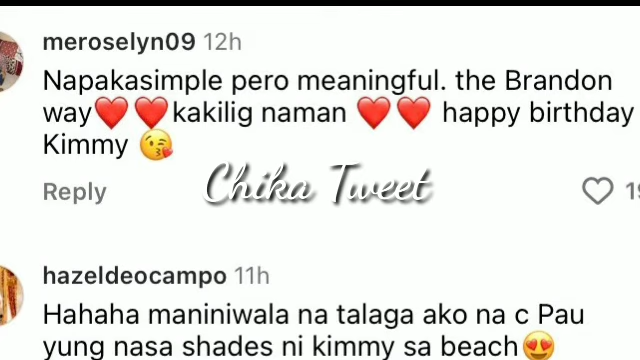 meroselyn09 12h
Napakasimple pero meaningful. the Brandon
way❤️❤️kakilig naman ❤️❤️ happy birthday
Kimmy 😘
Reply
Chika Tweet
hazeldeocampo 11h
Hahaha maniniwala na talaga ako na c Pau
yung nasa shades ni kimmy sa beach😍